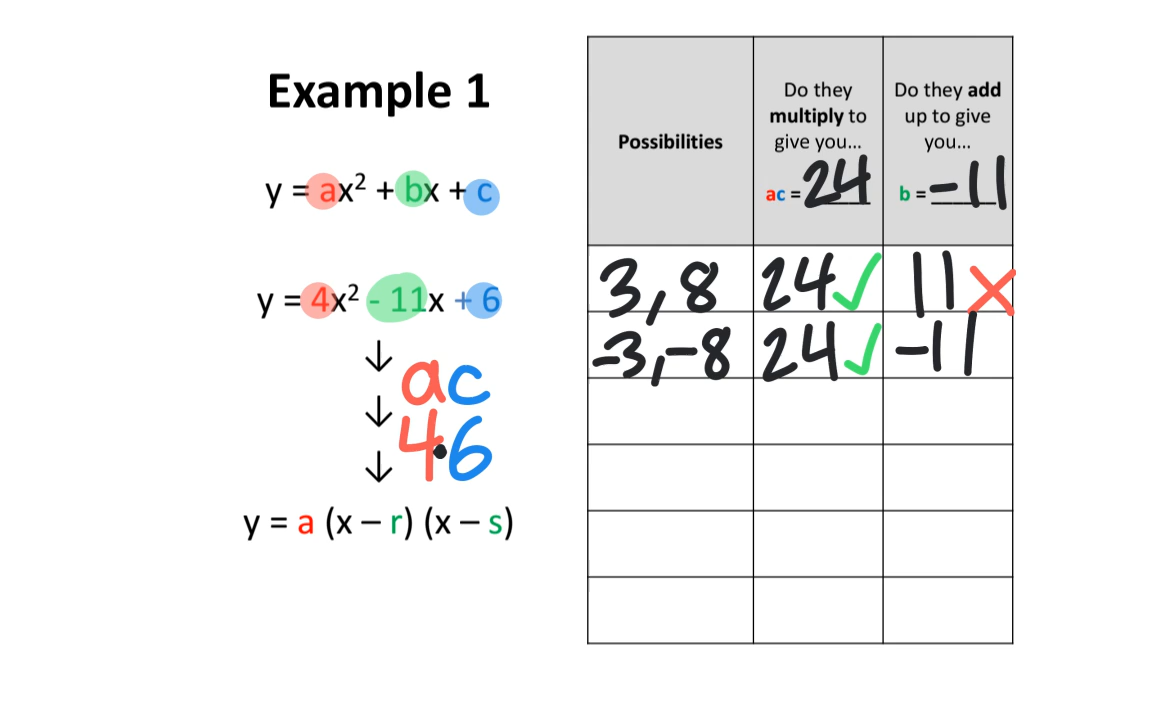 Example 1
y = ax² + bx + c
y = 4x² - 11x + 6
↓ ac
↓ 4•6
↓
y = a (x – r) (x – s)
Possibilities
Do they
multiply to
give you...
ac = 24
Do they add
up to give
you...
b = -11
3, 8 24 ✓ 11 ✗
-3, -8 24 ✓ -11